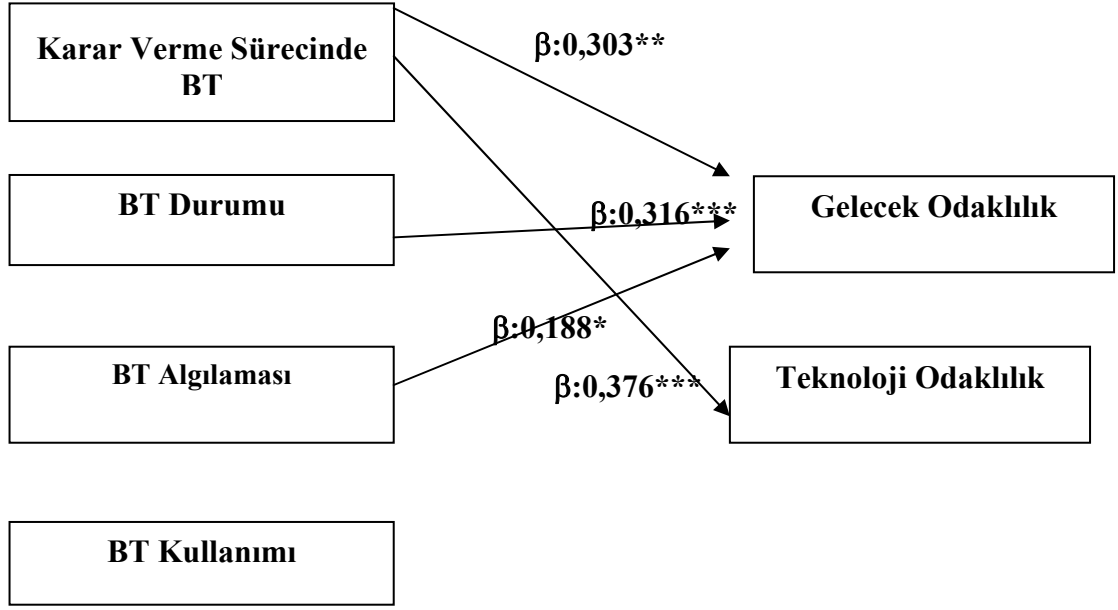 Karar Verme Sürecinde
BT
β:0,303**
BT Durumu
β:0,316***
Gelecek Odaklılık
β:0,188*
BT Algılaması
β:0,376***
Teknoloji Odaklılık
BT Kullanımı